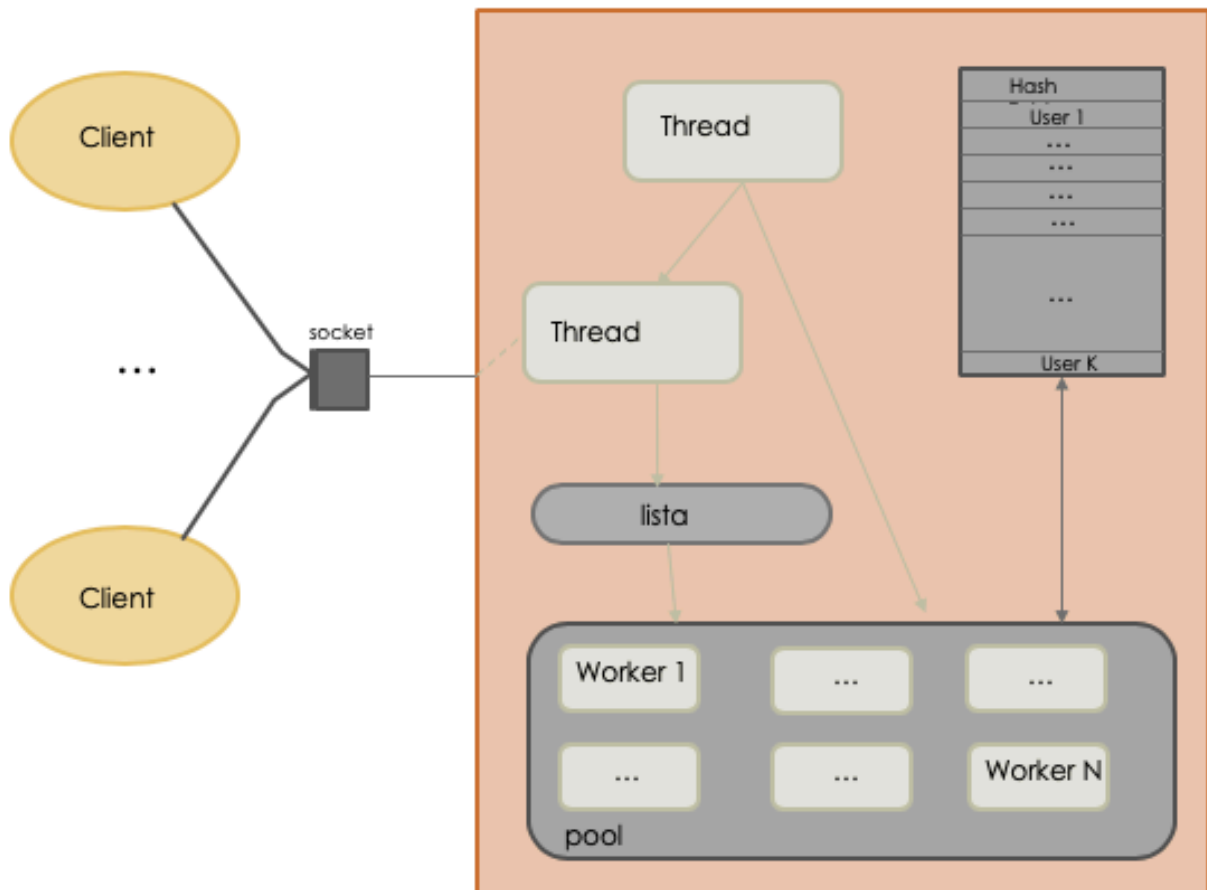 Client
...
Client
socket
Thread
Thread
lista
Hash
User 1
...
...
...
...
...
User K
Worker 1
...
...
...
...
Worker N
pool